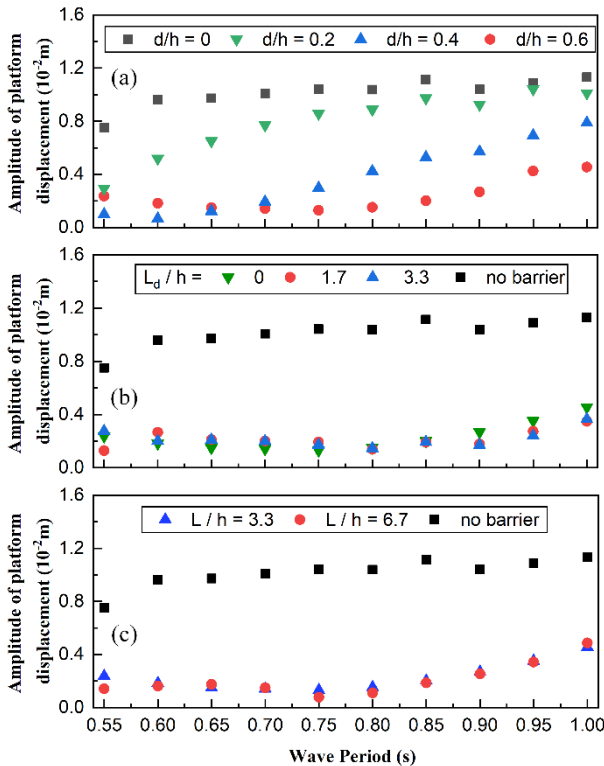 d/h = 0 d/h = 0.2 d/h = 0.4 d/h = 0.6
(a)
Amplitude of platform
displacement (10⁻²m)
1.6
1.2
0.8
0.4
0.0
L_d / h = 0 1.7 3.3 no barrier
(b)
Amplitude of platform
displacement (10⁻²m)
1.6
1.2
0.8
0.4
0.0
L / h = 3.3 L / h = 6.7 no barrier
(c)
Amplitude of platform
displacement (10⁻²m)
1.6
1.2
0.8
0.4
0.0
0.55 0.60 0.65 0.70 0.75 0.80 0.85 0.90 0.95 1.00
Wave Period (s)